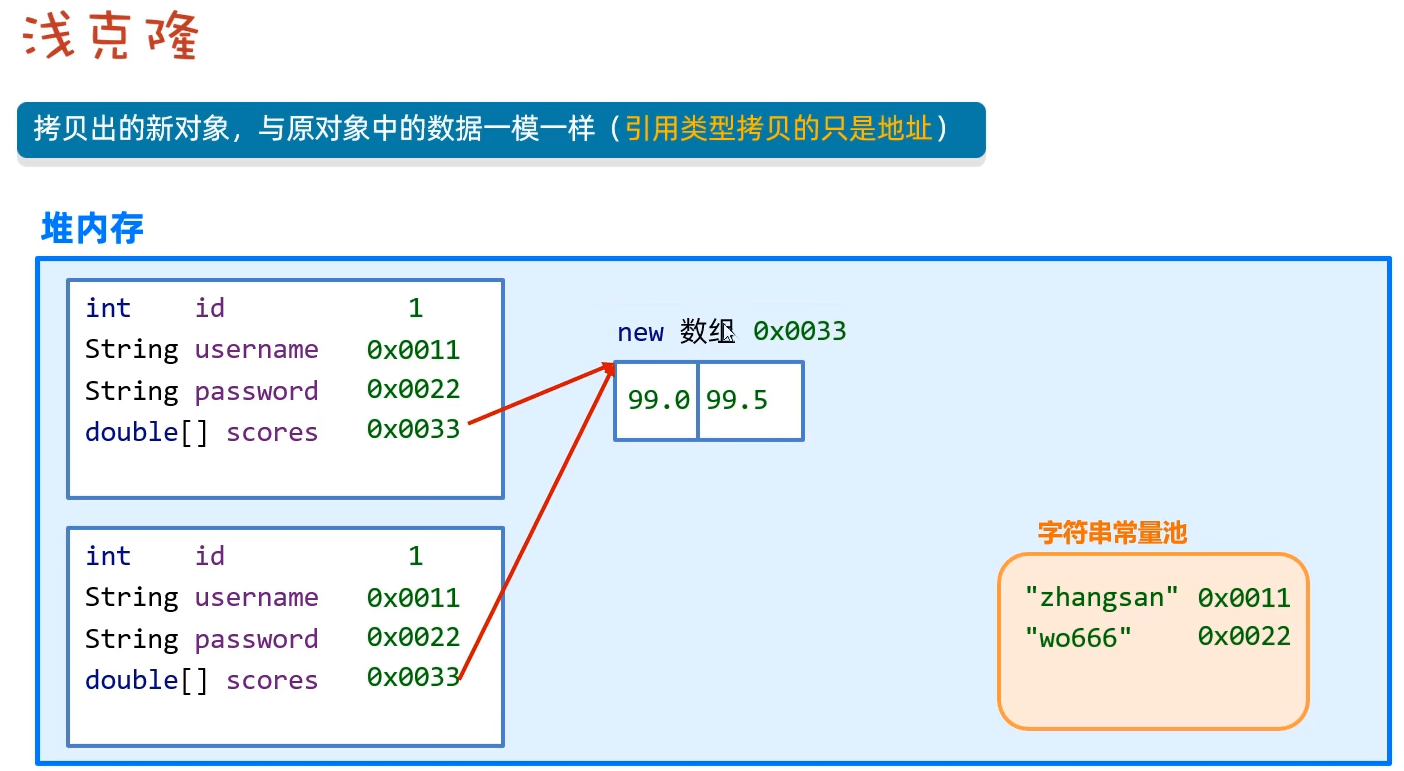 浅克隆
拷贝出的新对象，与原对象中的数据一模一样（引用类型拷贝的只是地址）
堆内存
int id 1
String username 0x0011
String password 0x0022
double[] scores 0x0033
new 数组 0x0033
99.0 99.5
int id 1
String username 0x0011
String password 0x0022
double[] scores 0x0033
字符串常量池
"zhangsan" 0x0011
"wo666" 0x0022